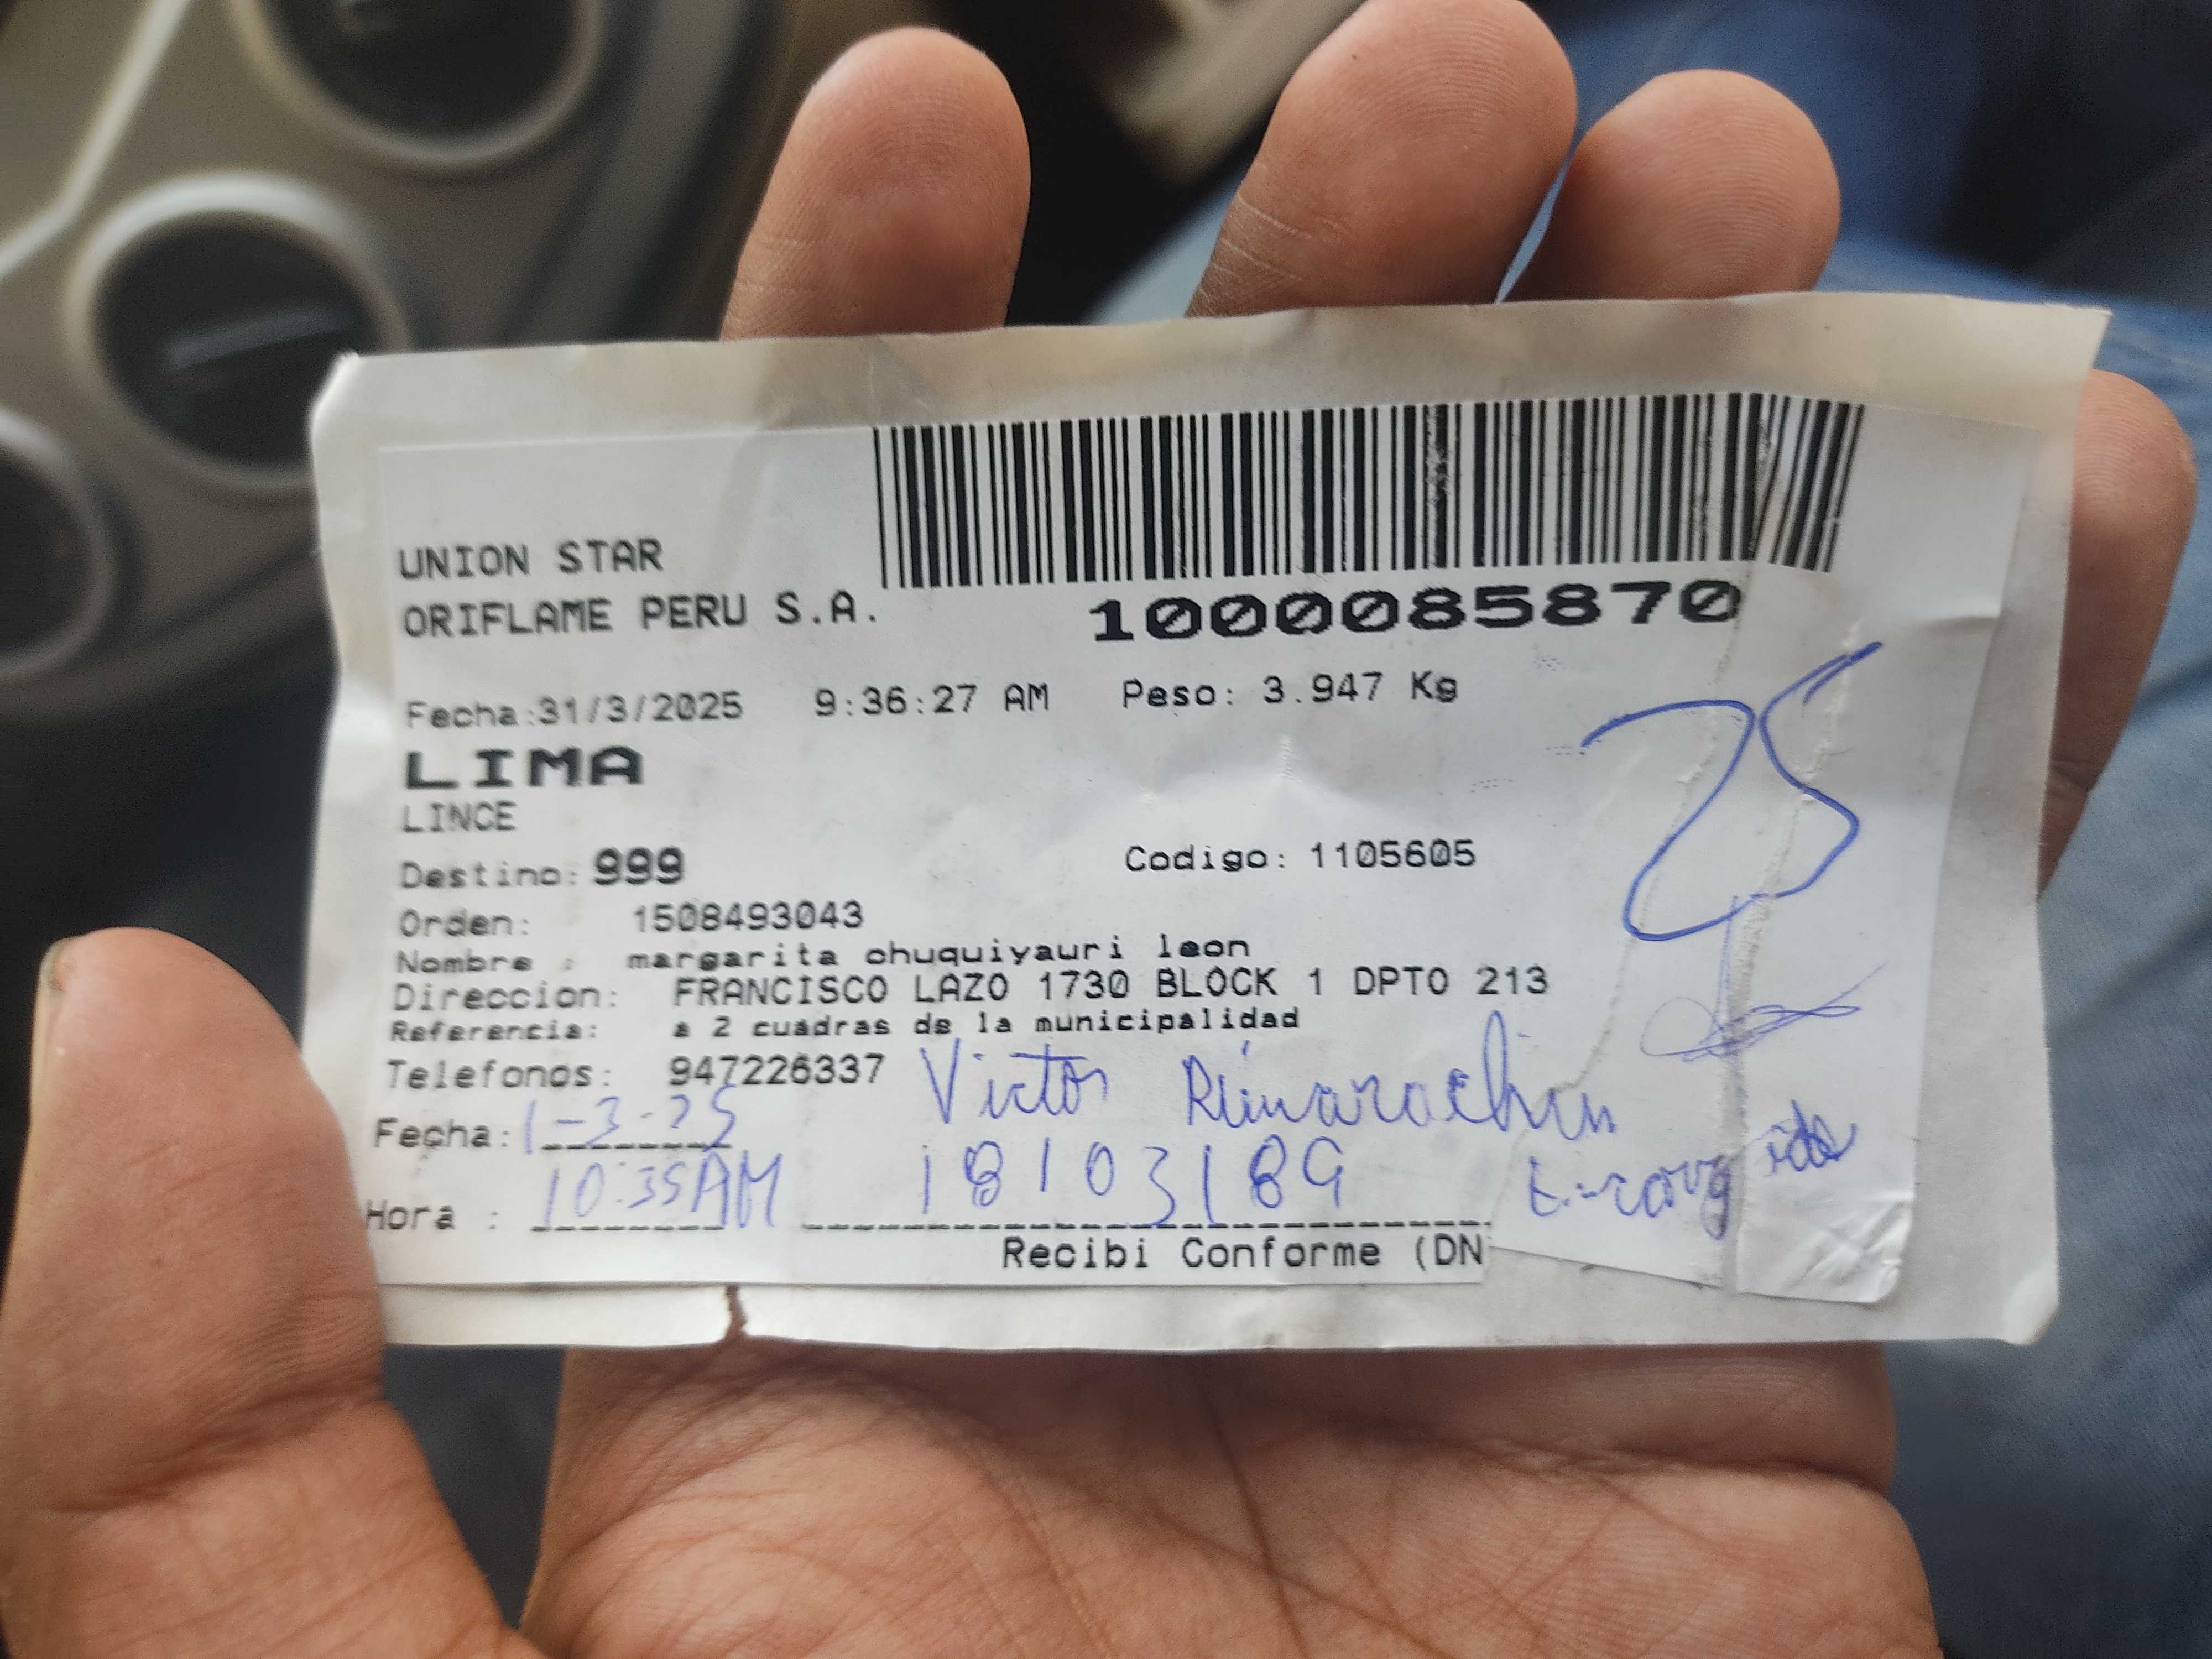 UNION STAR
ORIFLAME PERU S.A.
1000085870
Fecha:31/3/2025 9:36:27 AM Peso: 3.947 Kg
LIMA
25
LINCE
Destino: 999 Codigo: 1105605
Orden: 1508493043
Nombre : margarita chuquiyauri leon
Direccion: FRANCISCO LAZO 1730 BLOCK 1 DPTO 213
Referencia: a 2 cuadras de la municipalidad
Telefonos: 947226337 Victor Rimarachin
Fecha: 1-3-25
Hora : 10:35AM 18103189
Recibi Conforme (DN